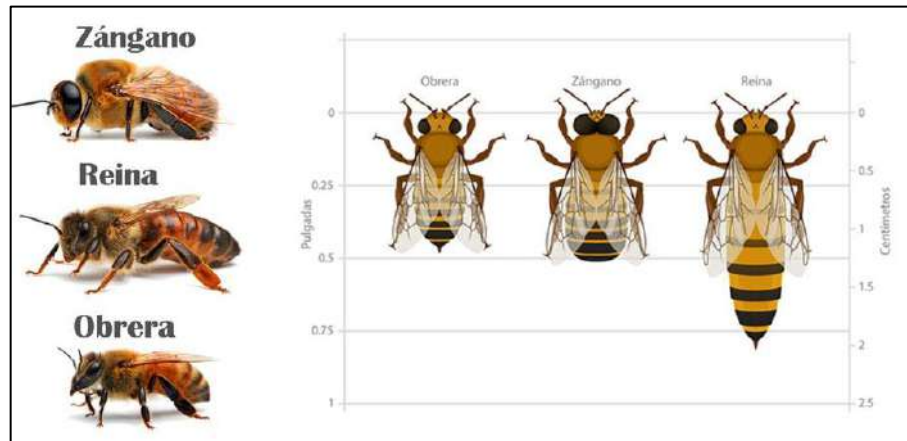 Zángano
Reina
Obrera
Obrera
Zángano
Reina
Pulgadas
0
0.25
0.5
0.75
1
Centímetros
0
0.5
1
1.5
2
2.5